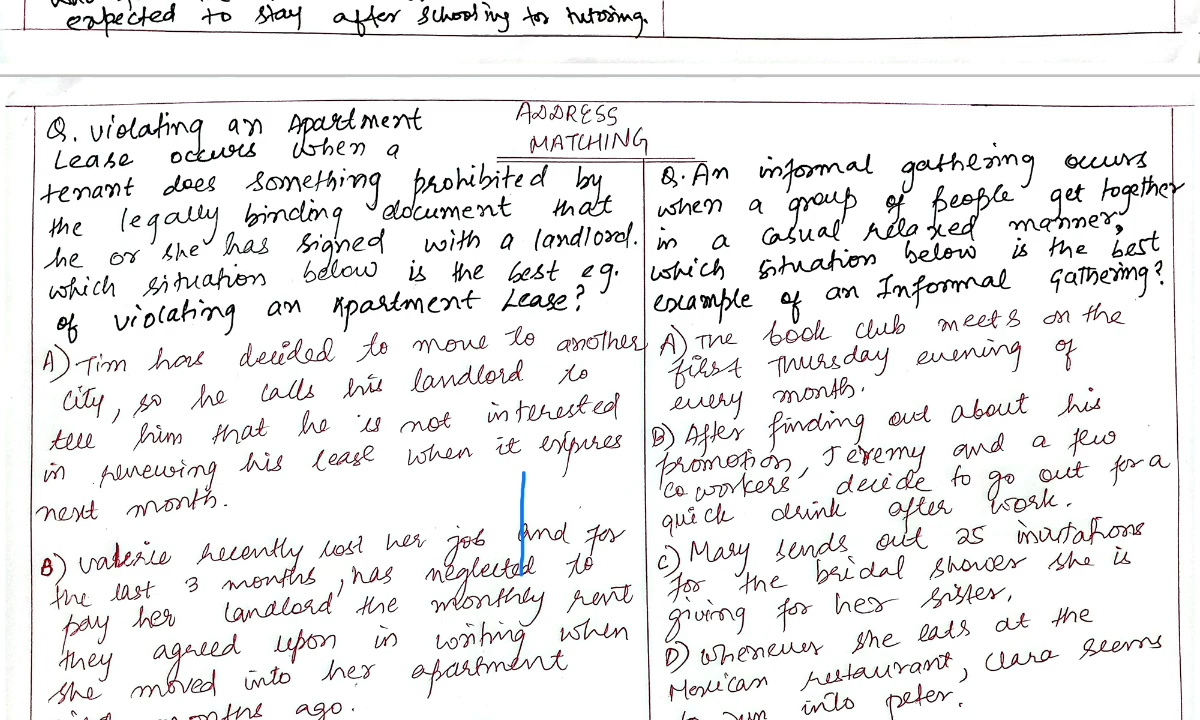 expected to stay after schooling for tutoring.
ADDRESS
MATCHING
Q. violating an Apartment
Lease occurs when a
tenant does something prohibited by
the legally binding document that
he or she has signed with a landlord.
which situation below is the best eg.
of violating an Apartment Lease?
A) Tim has decided to move to another
city, so he calls his landlord to
tell him that he is not interested
in renewing his lease when it expires
next month.
B) Valerie recently lost her job and for
the last 3 months, has neglected to
pay her landlord the monthly rent
they agreed upon in writing when
she moved into her apartment
months ago.
Q. An informal gathering occurs
when a group of people get together
in a casual relaxed manner,
which situation below is the best
example of an Informal Gathering?
A) The book club meets on the
first Thursday evening of
every month.
B) After finding out about his
promotion, Jeremy and a few
co workers decide to go out for a
quick drink after work.
C) Mary sends out 25 invitations
for the bridal shower she is
giving for her sister.
D) whenever she eats at the
Mexican restaurant, Clara seems
to run into peter.